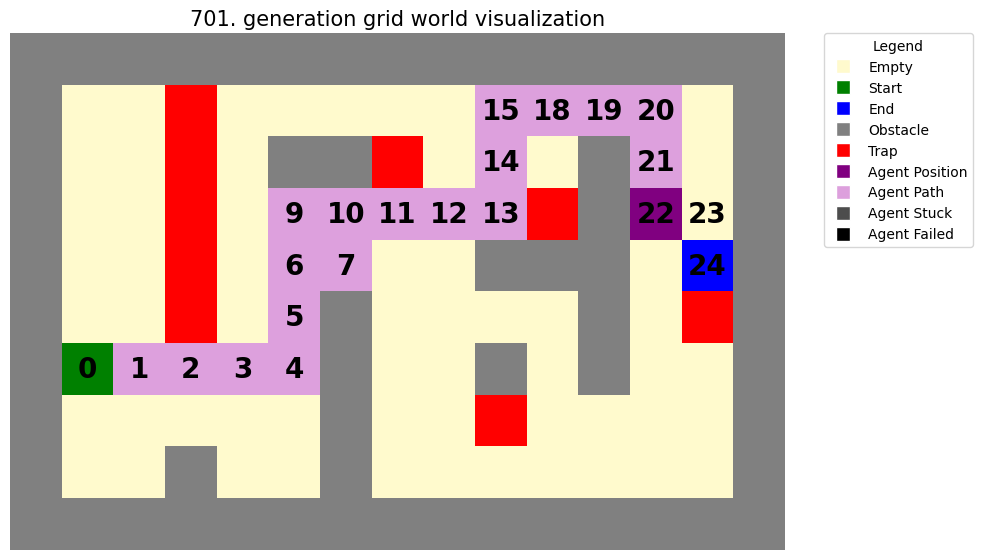 701. generation grid world visualization
15 18 19 20
14 21
9 10 11 12 13 22 23
6 7 24
5
0 1 2 3 4
Legend
Empty
Start
End
Obstacle
Trap
Agent Position
Agent Path
Agent Stuck
Agent Failed